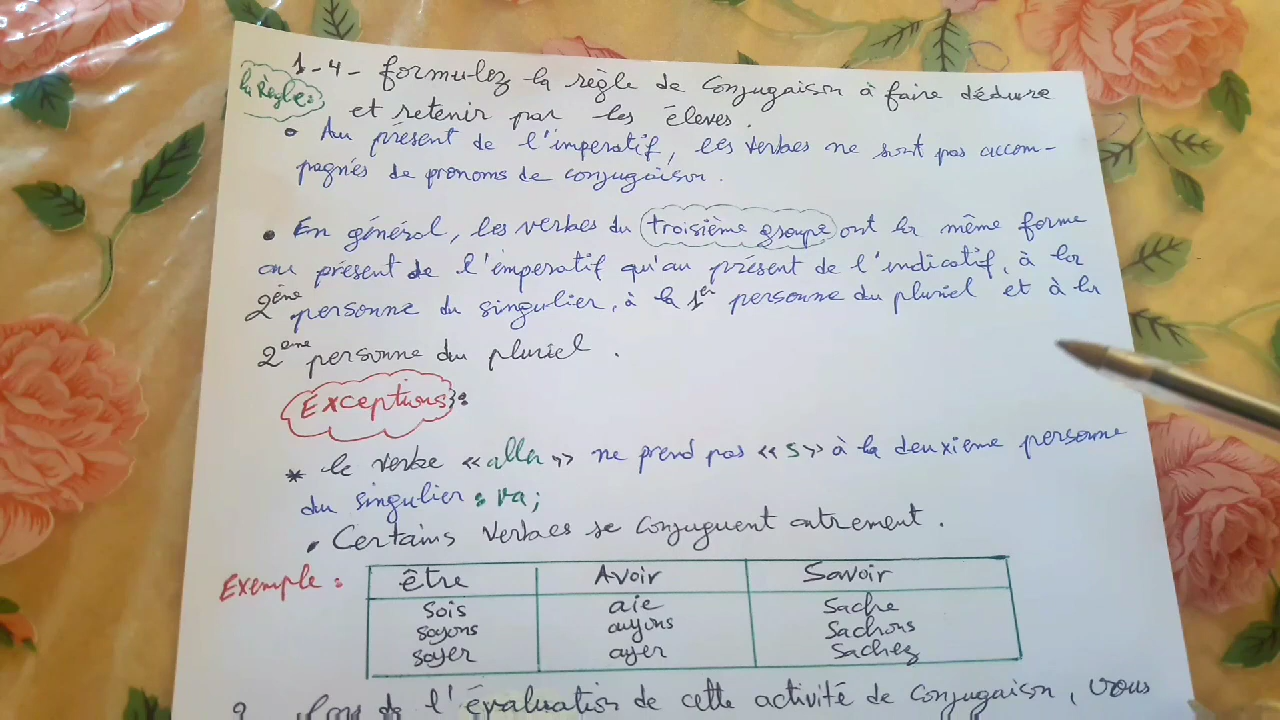 1-4- formulez la règle de Conjugaison à faire déduire
la Règle:
et retenir par les élèves.
• Au présent de l'imperatif, les verbes ne sont pas accom-
pagnés de pronoms de conjugaison.
• En général, les verbes du troisième groupe ont la même forme
au présent de l'imperatif qu'au présent de l'indicatif, à la
2ème personne du singulier, à la 1er personne du pluriel et à la
2ème personne du pluriel.
Exceptions:
* le verbe «aller» ne prend pas «s» à la deuxième personne
du singulier: va;
• Certains verbes se conjuguent autrement.
Exemple: être Avoir Savoir
Sois aie Sache
soyons ayons Sachons
soyez ayez Sachez
de l'évaluation de cette activité de conjugaison, vous